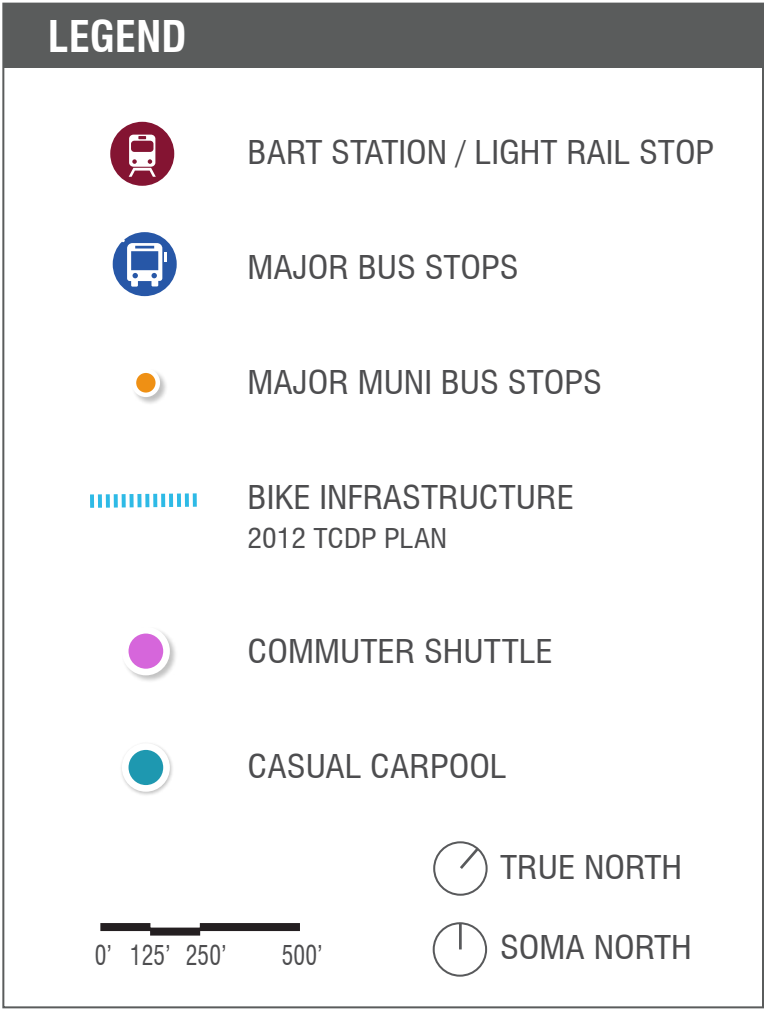 LEGEND
BART STATION / LIGHT RAIL STOP
MAJOR BUS STOPS
MAJOR MUNI BUS STOPS
BIKE INFRASTRUCTURE
2012 TCDP PLAN
COMMUTER SHUTTLE
CASUAL CARPOOL
TRUE NORTH
SOMA NORTH
0’ 125’ 250’ 500’